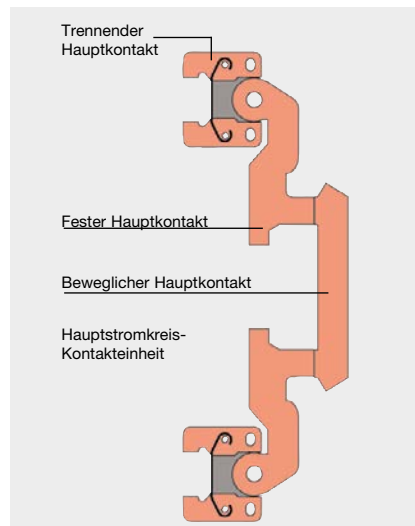 Trennender
Hauptkontakt
Fester Hauptkontakt
Beweglicher Hauptkontakt
Hauptstromkreis-
Kontakteinheit